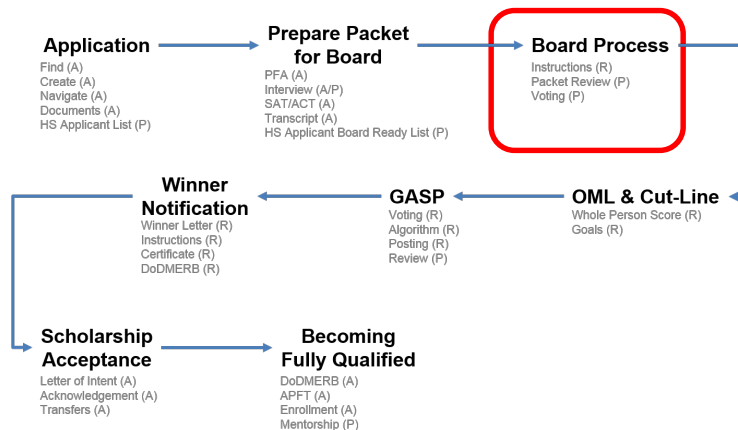 Application
Find (A)
Create (A)
Navigate (A)
Documents (A)
HS Applicant List (P)
Prepare Packet
for Board
PFA (A)
Interview (A/P)
SAT/ACT (A)
Transcript (A)
HS Applicant Board Ready List (P)
Board Process
Instructions (R)
Packet Review (P)
Voting (P)
OML & Cut-Line
Whole Person Score (R)
Goals (R)
GASP
Voting (R)
Algorithm (R)
Posting (R)
Review (P)
Winner
Notification
Winner Letter (R)
Instructions (R)
Certificate (R)
DoDMERB (R)
Scholarship
Acceptance
Letter of Intent (A)
Acknowledgement (A)
Transfers (A)
Becoming
Fully Qualified
DoDMERB (A)
APFT (A)
Enrollment (A)
Mentorship (P)